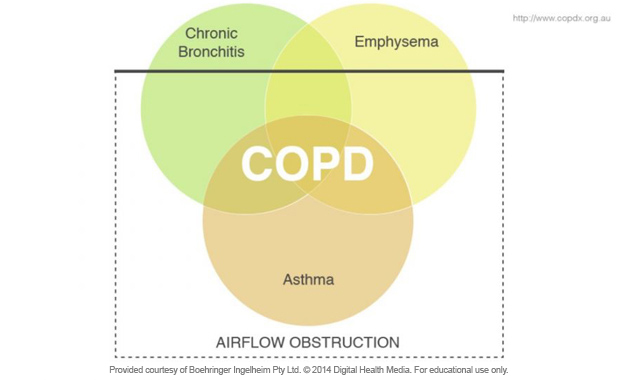 http://www.copdx.org.au
Chronic
Bronchitis
Emphysema
COPD
Asthma
AIRFLOW OBSTRUCTION
Provided courtesy of Boehringer Ingelheim Pty Ltd. © 2014 Digital Health Media. For educational use only.